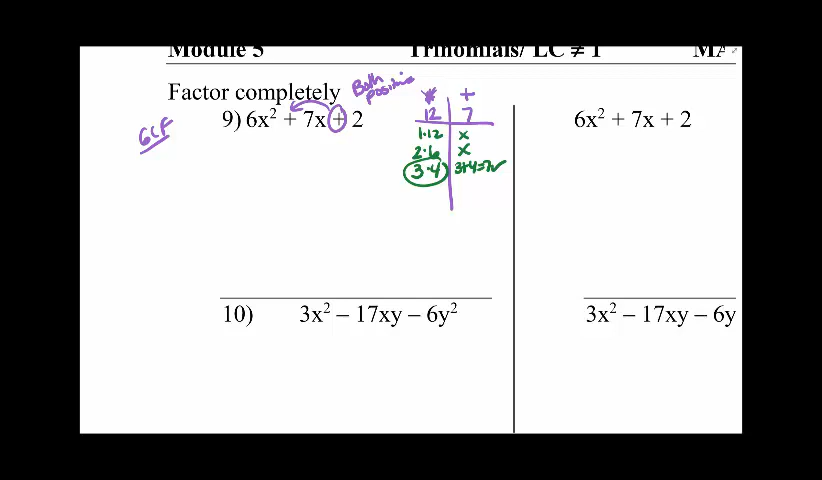 Module 5 Trinomials/ LC ≠ 1 MA
Factor completely Both positive
GCF
9) 6x² + 7x + 2
* +
12 7
1·12 x
2·6 x
3·4 3+4=7✓
6x² + 7x + 2
10) 3x² – 17xy – 6y²
3x² – 17xy – 6y